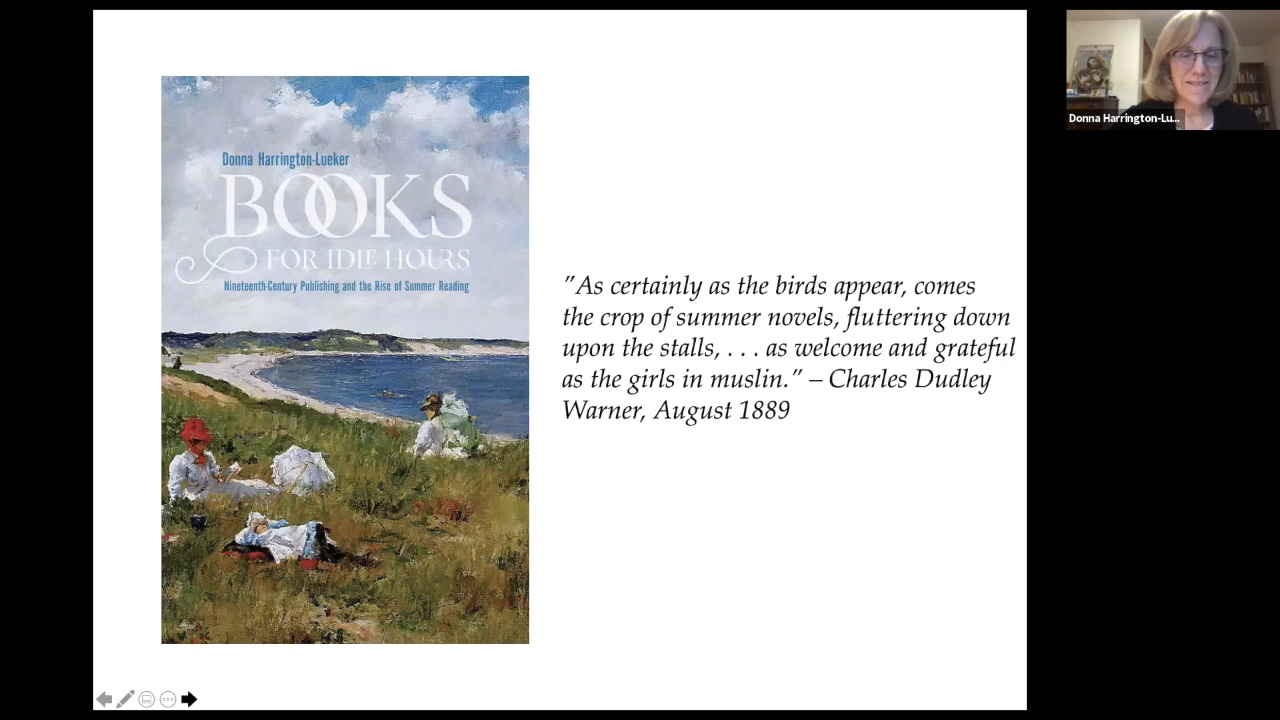 Donna Harrington-Lueker
BOOKS
FOR IDLE HOURS
Nineteenth-Century Publishing and the Rise of Summer Reading
”As certainly as the birds appear, comes
the crop of summer novels, fluttering down
upon the stalls, . . . as welcome and grateful
as the girls in muslin.” – Charles Dudley
Warner, August 1889
Donna Harrington-Lu...